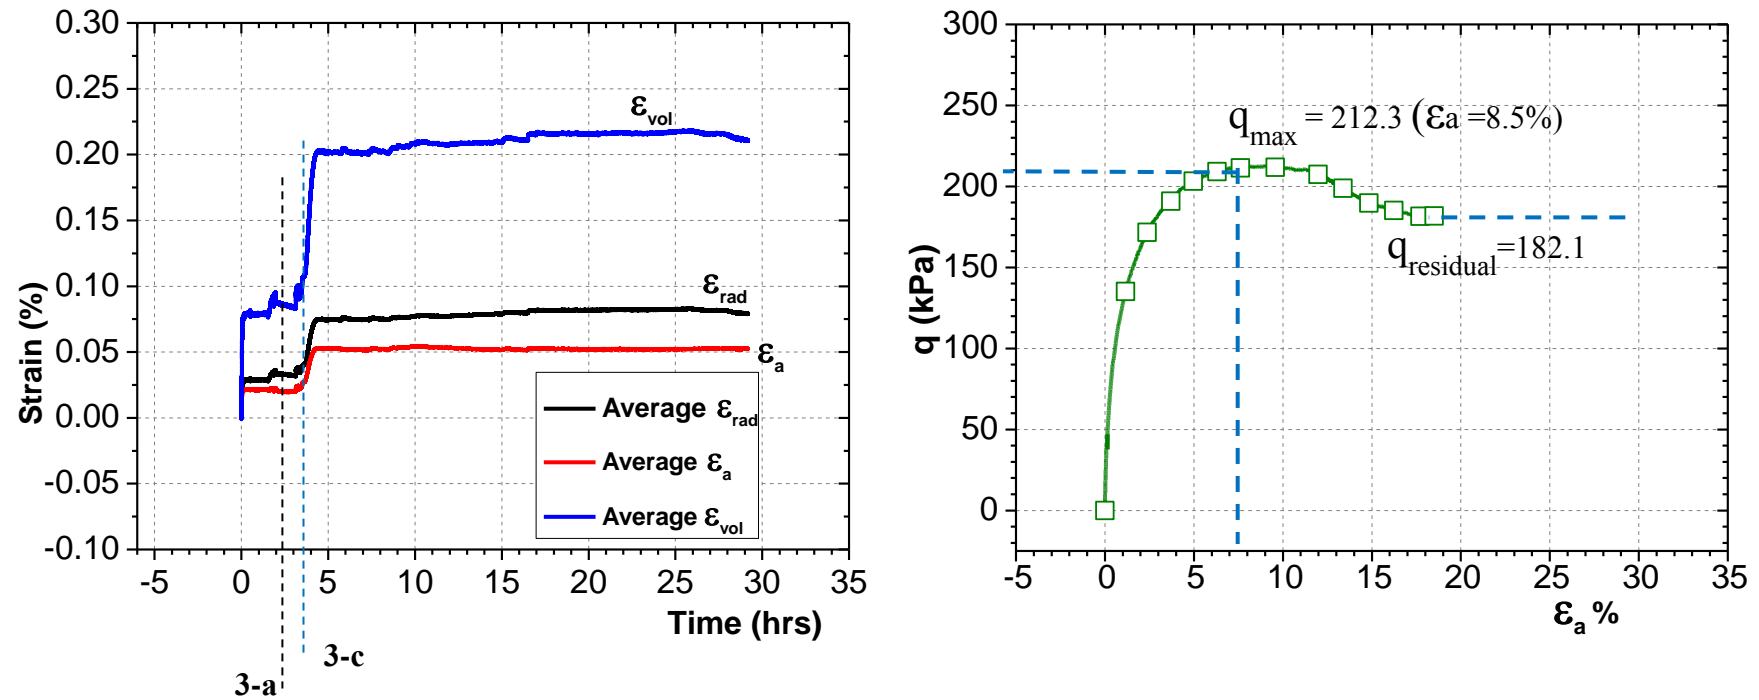 0.30
0.25
0.20
0.15
0.10
0.05
0.00
-0.05
-0.10
Strain (%)
εvol
εrad
εa
Average εrad
Average εa
Average εvol
-5 0 5 10 15 20 25 30 35
Time (hrs)
3-c
3-a
300
250
200
150
100
50
0
q (kPa)
qmax = 212.3 (εa =8.5%)
qresidual =182.1
-5 0 5 10 15 20 25 30 35
εa %